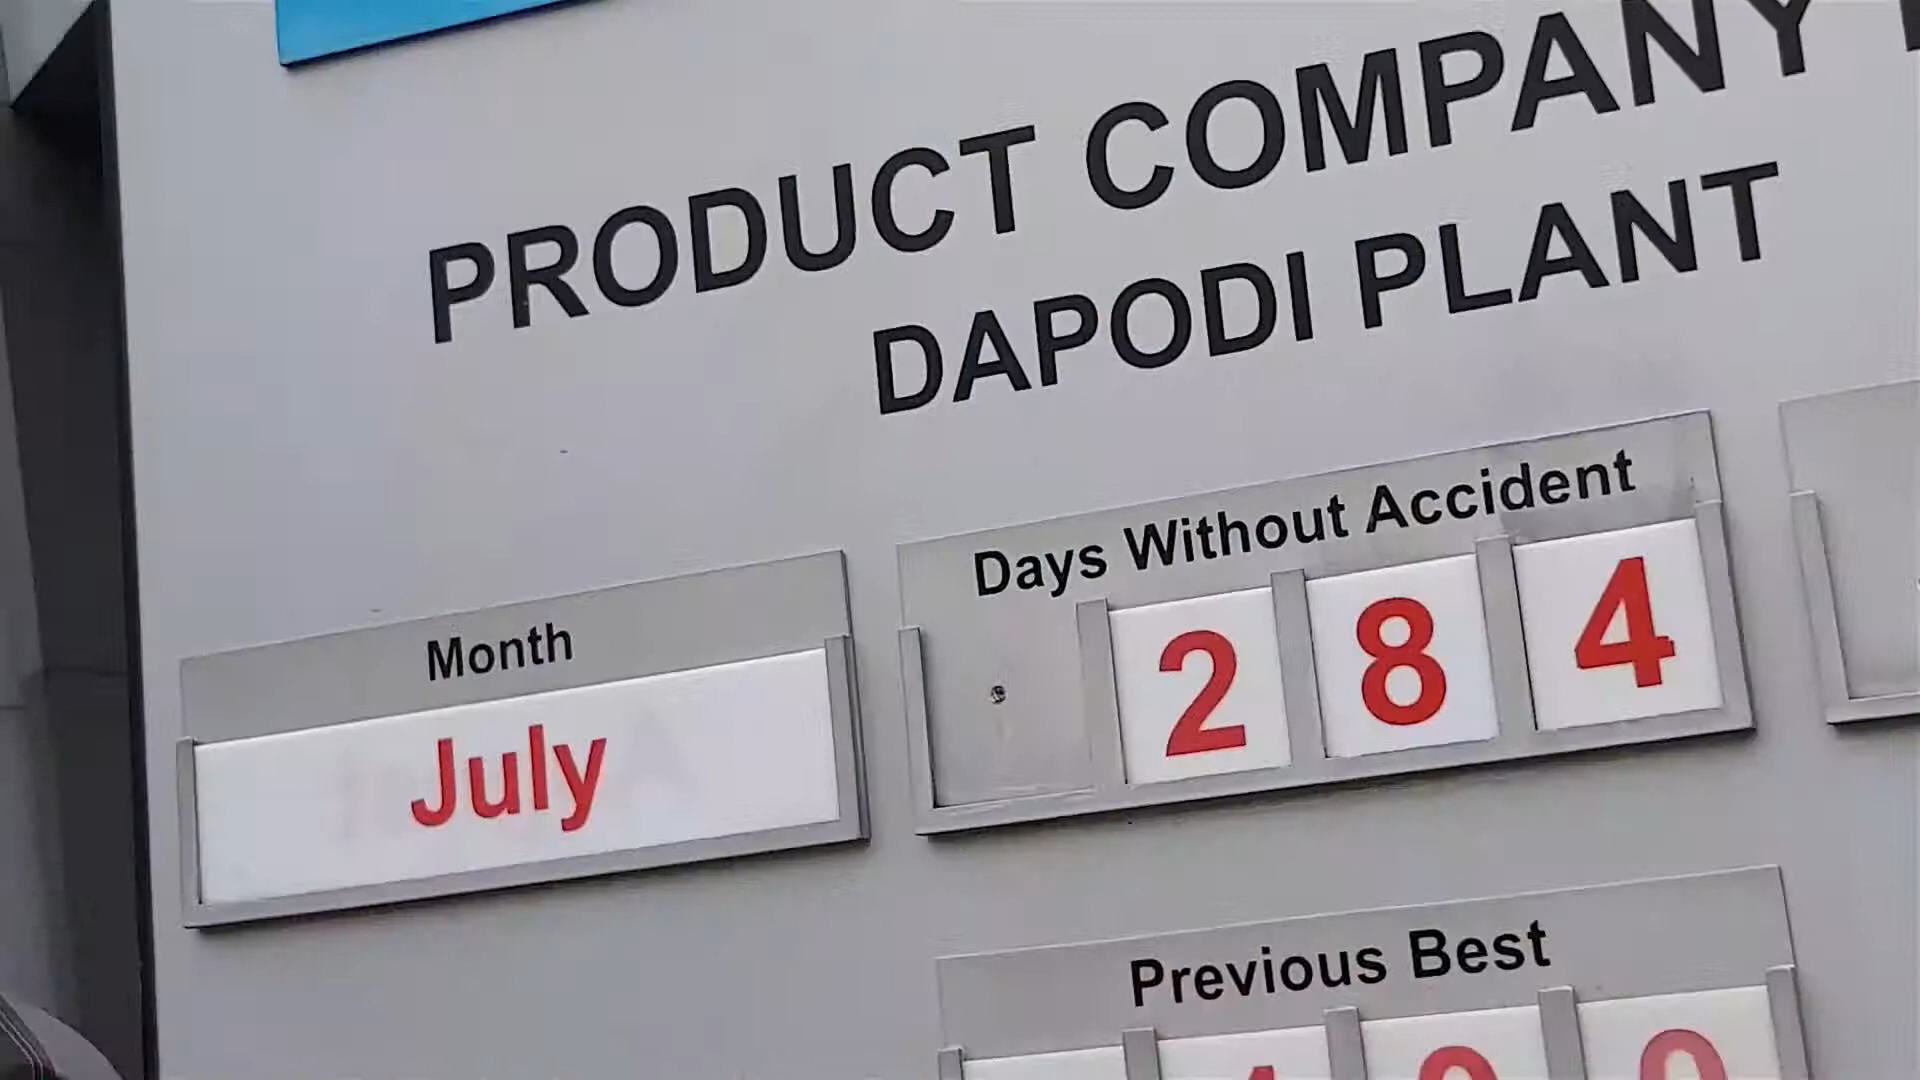 PRODUCT COMPANY
DAPODI PLANT
Days Without Accident
284
Month
July
Previous Best